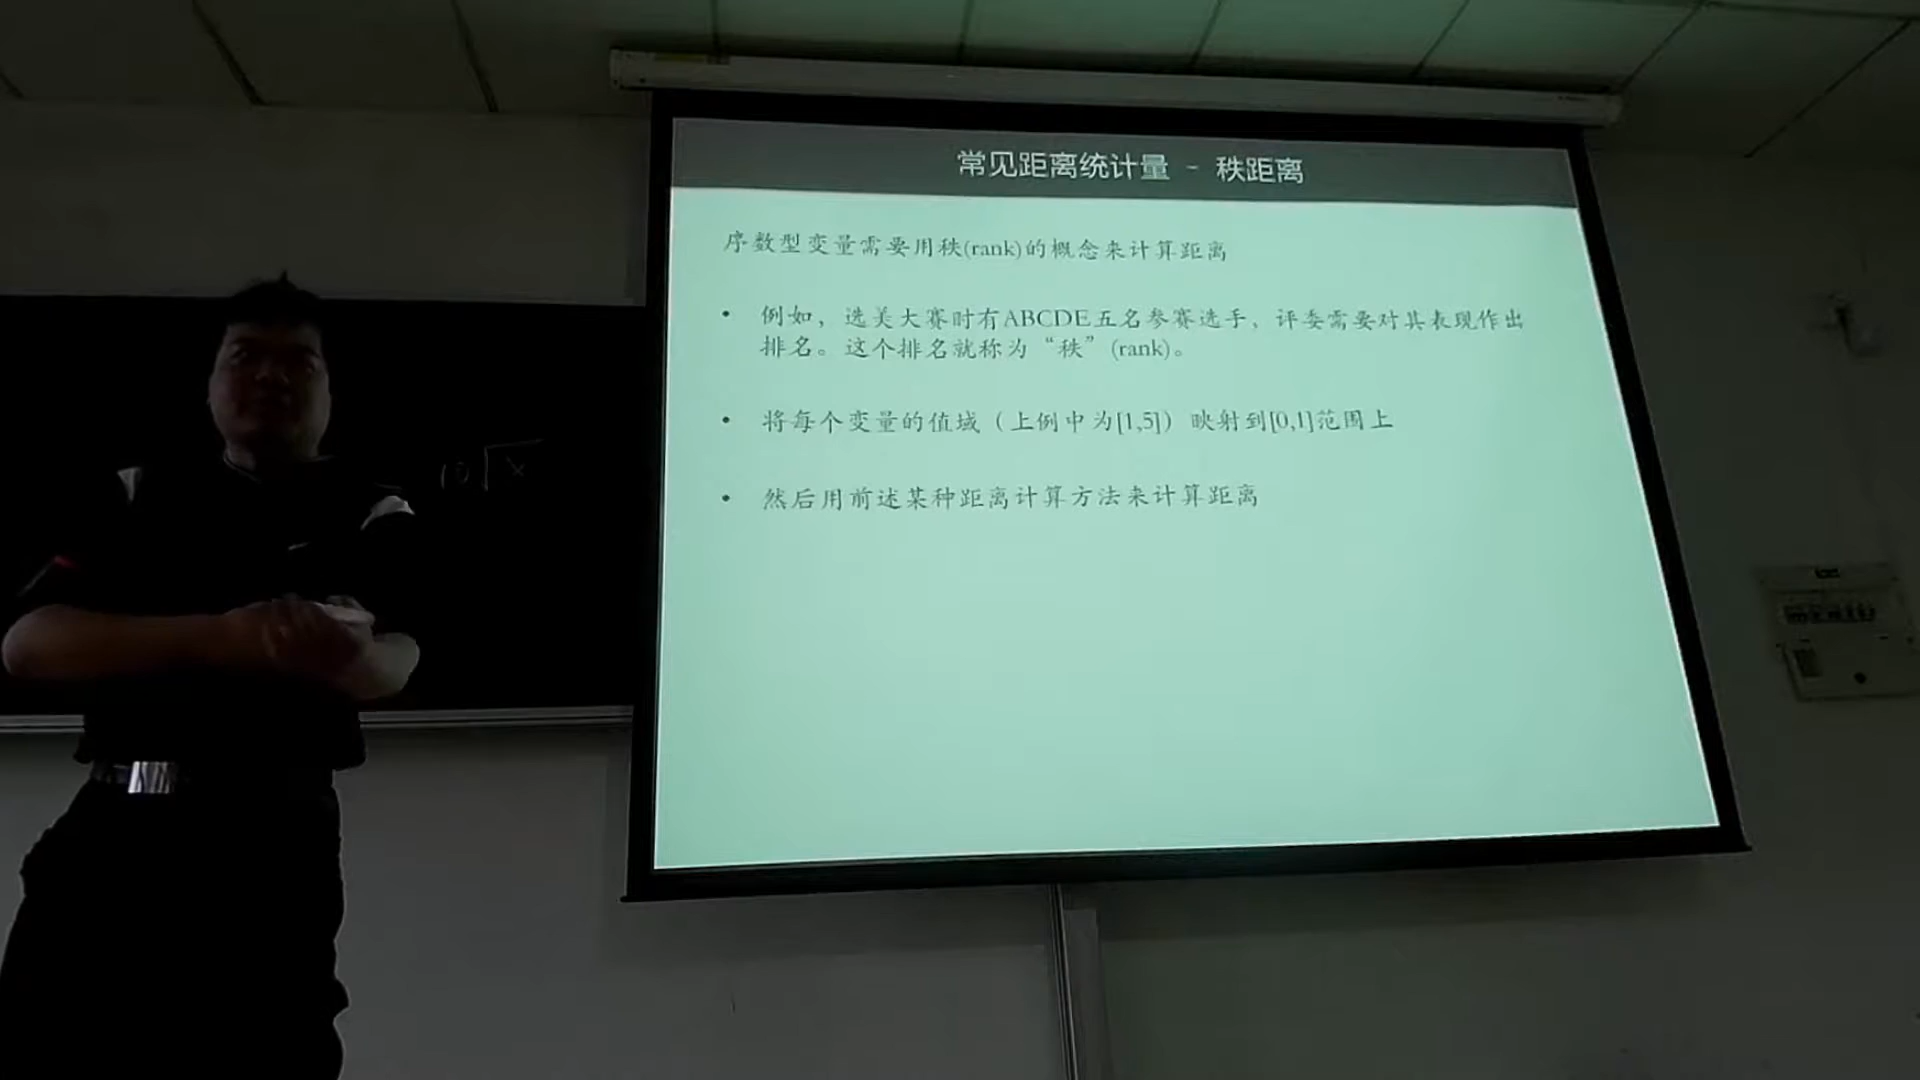 常见距离统计量 - 秩距离
序数型变量需要用秩(rank)的概念来计算距离
• 例如，选美大赛时有ABCDE五名参赛选手，评委需要对其表现作出
排名。这个排名就称为“秩”(rank)。
• 将每个变量的值域（上例中为[1,5]）映射到[0,1]范围上
• 然后用前述某种距离计算方法来计算距离
10√x